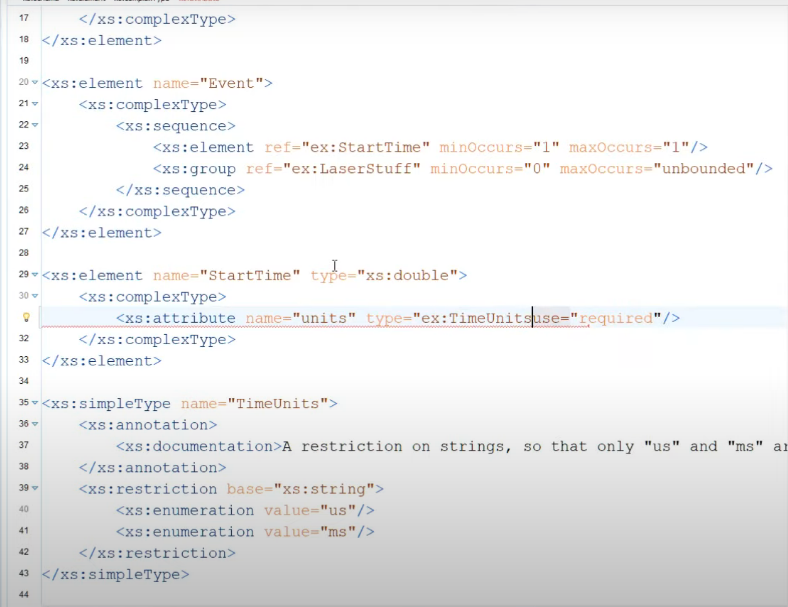 17 </xs:complexType>
18 </xs:element>
19
20 <xs:element name="Event">
21 <xs:complexType>
22 <xs:sequence>
23 <xs:element ref="ex:StartTime" minOccurs="1" maxOccurs="1"/>
24 <xs:group ref="ex:LaserStuff" minOccurs="0" maxOccurs="unbounded"/>
25 </xs:sequence>
26 </xs:complexType>
27 </xs:element>
28
29 <xs:element name="StartTime" type="xs:double">
30 <xs:complexType>
<xs:attribute name="units" type="ex:TimeUnitsuse="required"/>
32 </xs:complexType>
33 </xs:element>
34
35 <xs:simpleType name="TimeUnits">
36 <xs:annotation>
37 <xs:documentation>A restriction on strings, so that only "us" and "ms" ar
38 </xs:annotation>
39 <xs:restriction base="xs:string">
40 <xs:enumeration value="us"/>
41 <xs:enumeration value="ms"/>
42 </xs:restriction>
43 </xs:simpleType>
44